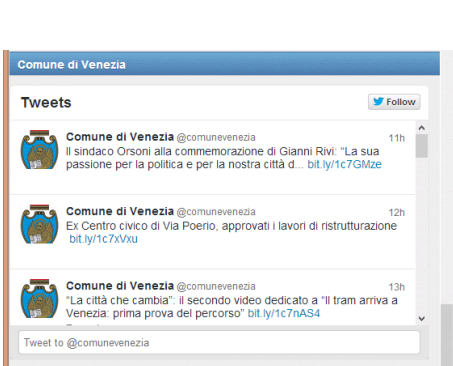 Comune di Venezia
Tweets
Follow
Comune di Venezia @comunevenezia 11h
Il sindaco Orsoni alla commemorazione di Gianni Rivi: “La sua
passione per la politica e per la nostra città d... bit.ly/1c7GMze
Comune di Venezia @comunevenezia 12h
Ex Centro civico di Via Poerio, approvati i lavori di ristrutturazione
bit.ly/1c7xVxu
Comune di Venezia @comunevenezia 13h
“La città che cambia”: il secondo video dedicato a “Il tram arriva a
Venezia: prima prova del percorso” bit.ly/1c7nAS4
Tweet to @comunevenezia